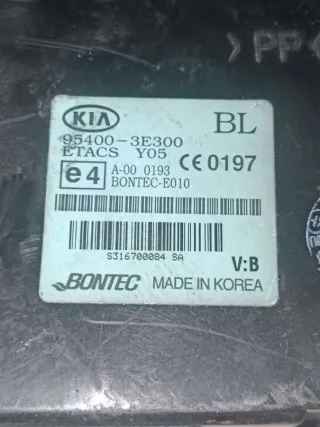 >PP<
KIA
BL
95400-3E300
ETACS Y05
e4
A-00 0193
BONTEC-E010
CE 0197
S316700084 SA
V:B
BONTEC
MADE IN KOREA